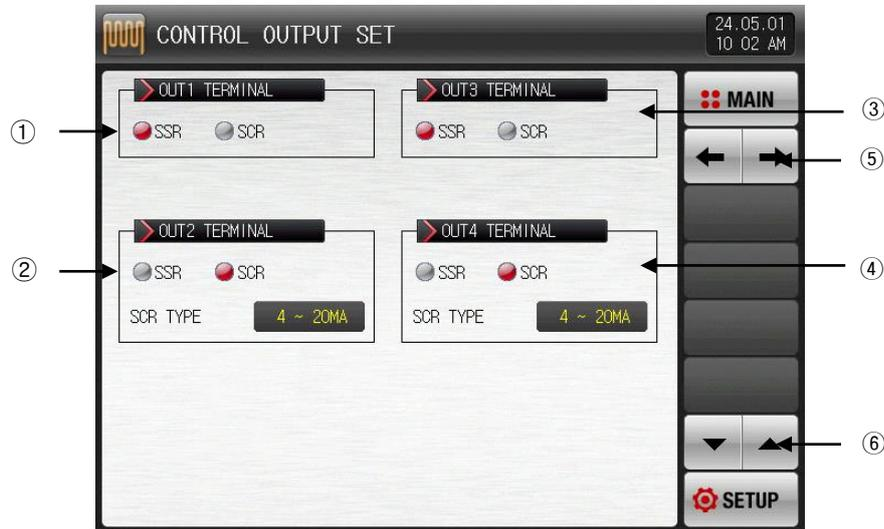 CONTROL OUTPUT SET
24.05.01
10 02 AM
OUT1 TERMINAL
SSR SCR
OUT3 TERMINAL
SSR SCR
OUT2 TERMINAL
SSR SCR
SCR TYPE 4 ~ 20MA
OUT4 TERMINAL
SSR SCR
SCR TYPE 4 ~ 20MA
MAIN
SETUP
①
②
③
④
⑤
⑥